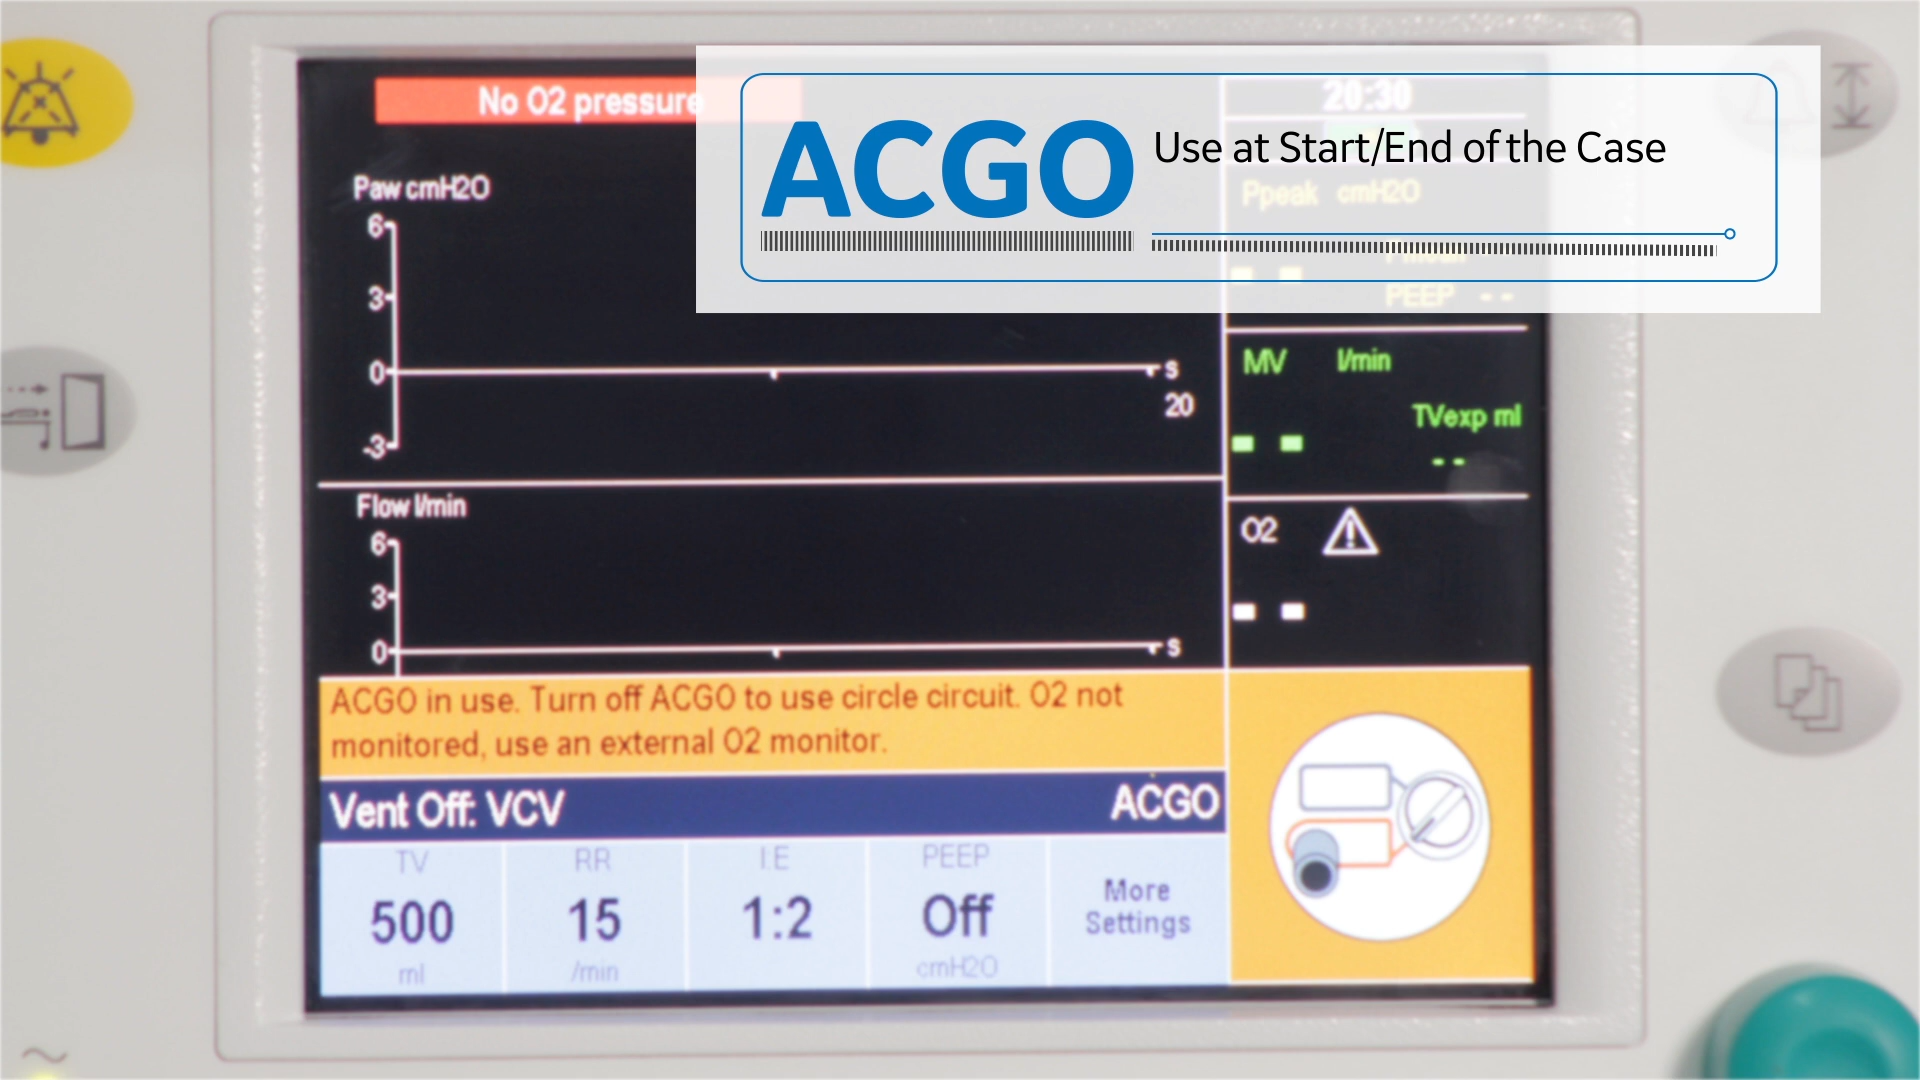 No O2 pressure
ACGO
Use at Start/End of the Case
20:30
Paw cmH2O
6
3
0
-3
s
20
Ppeak cmH2O
Pmean
PEEP --
MV l/min
TVexp ml
--
--
Flow l/min
6
3
0
s
O2
--
ACGO in use. Turn off ACGO to use circle circuit. O2 not
monitored, use an external O2 monitor.
Vent Off: VCV
ACGO
TV
500
ml
RR
15
/min
I:E
1:2
PEEP
Off
cmH2O
More
Settings